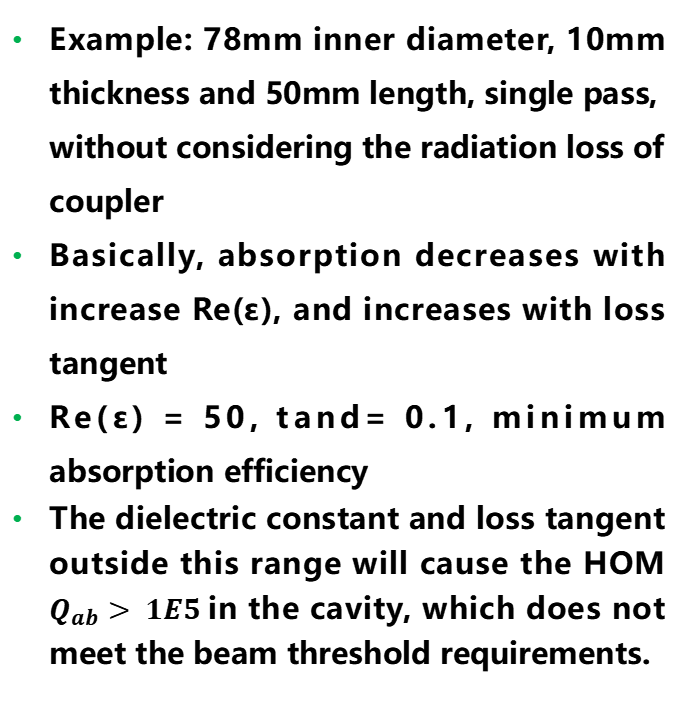 • Example: 78mm inner diameter, 10mm
thickness and 50mm length, single pass,
without considering the radiation loss of
coupler
• Basically, absorption decreases with
increase Re(ε), and increases with loss
tangent
• Re(ε) = 50, tand= 0.1, minimum
absorption efficiency
• The dielectric constant and loss tangent
outside this range will cause the HOM
Q_ab > 1E5 in the cavity, which does not
meet the beam threshold requirements.